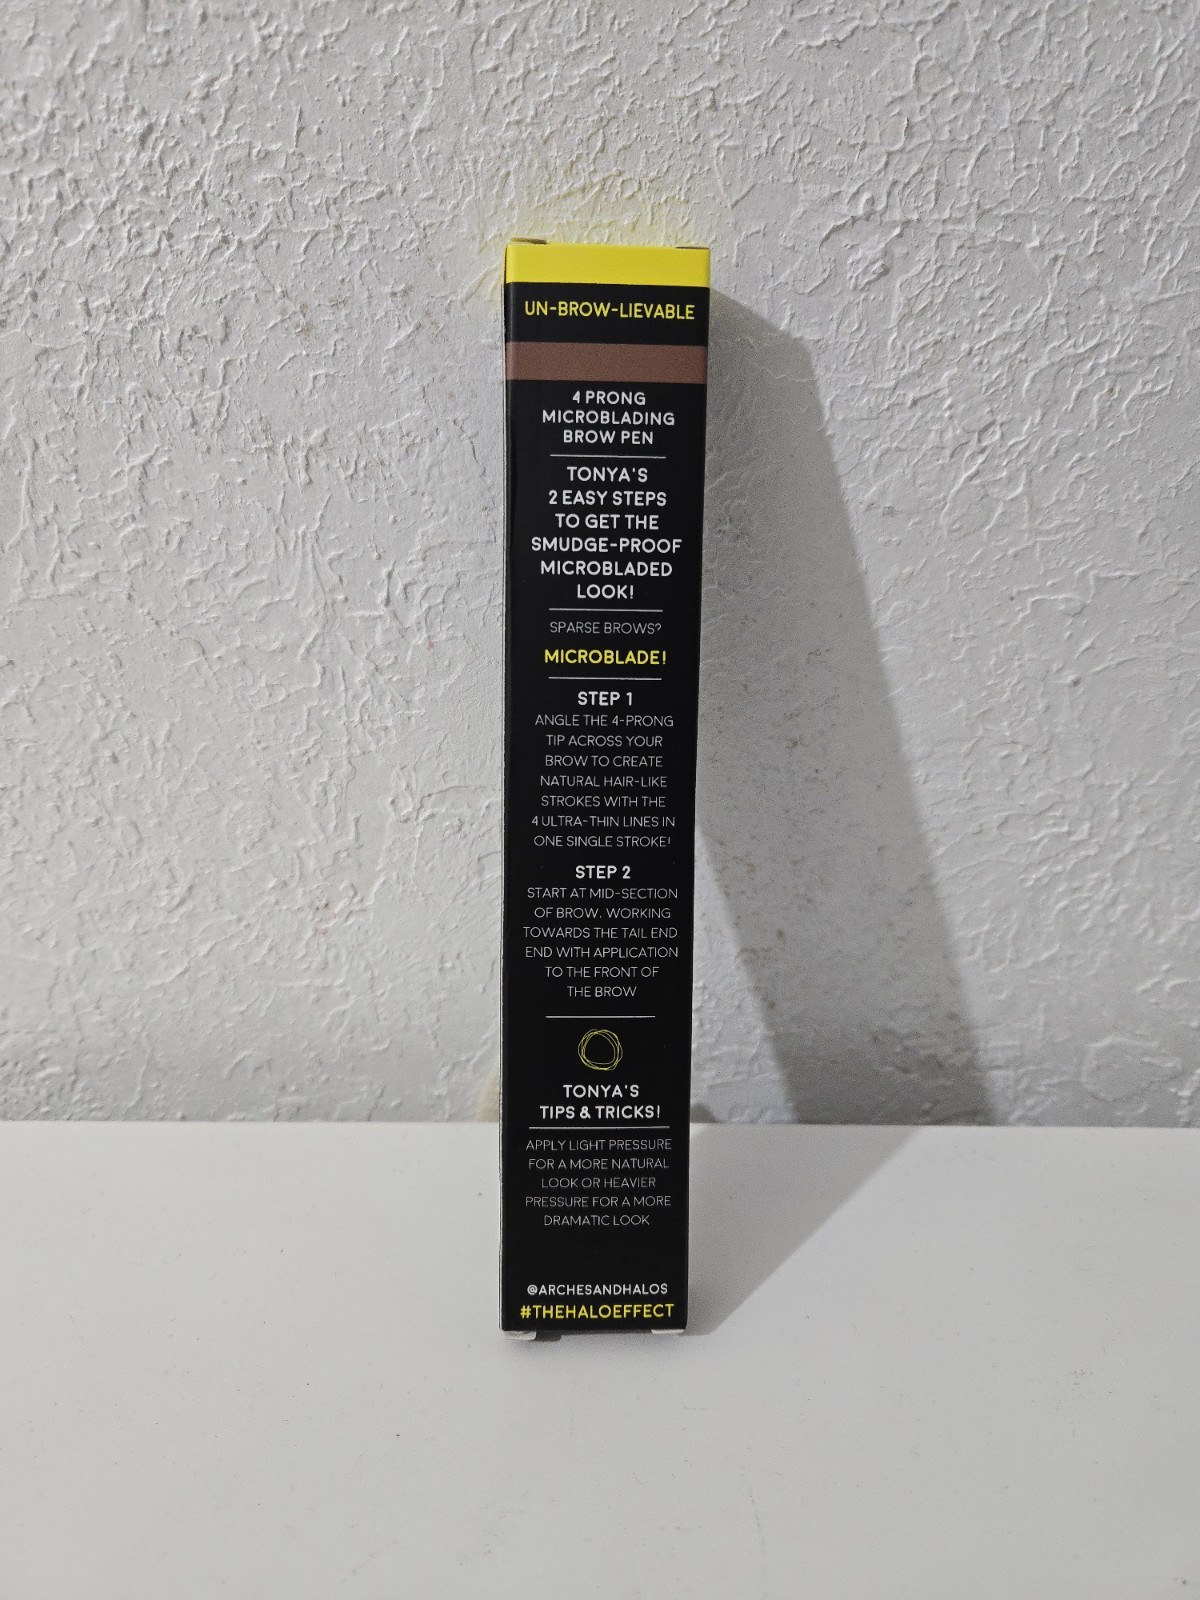 UN-BROW-LIEVABLE
4 PRONG
MICROBLADING
BROW PEN
TONYA'S
2 EASY STEPS
TO GET THE
SMUDGE-PROOF
MICROBLADED
LOOK!
SPARSE BROWS?
MICROBLADE!
STEP 1
ANGLE THE 4-PRONG
TIP ACROSS YOUR
BROW TO CREATE
NATURAL HAIR-LIKE
STROKES WITH THE
4 ULTRA-THIN LINES IN
ONE SINGLE STROKE!
STEP 2
START AT MID-SECTION
OF BROW, WORKING
TOWARDS THE TAIL END.
END WITH APPLICATION
TO THE FRONT OF
THE BROW
TONYA'S
TIPS & TRICKS!
APPLY LIGHT PRESSURE
FOR A MORE NATURAL
LOOK OR HEAVIER
PRESSURE FOR A MORE
DRAMATIC LOOK
@ARCHESANDHALOS
#THEHALOEFFECT